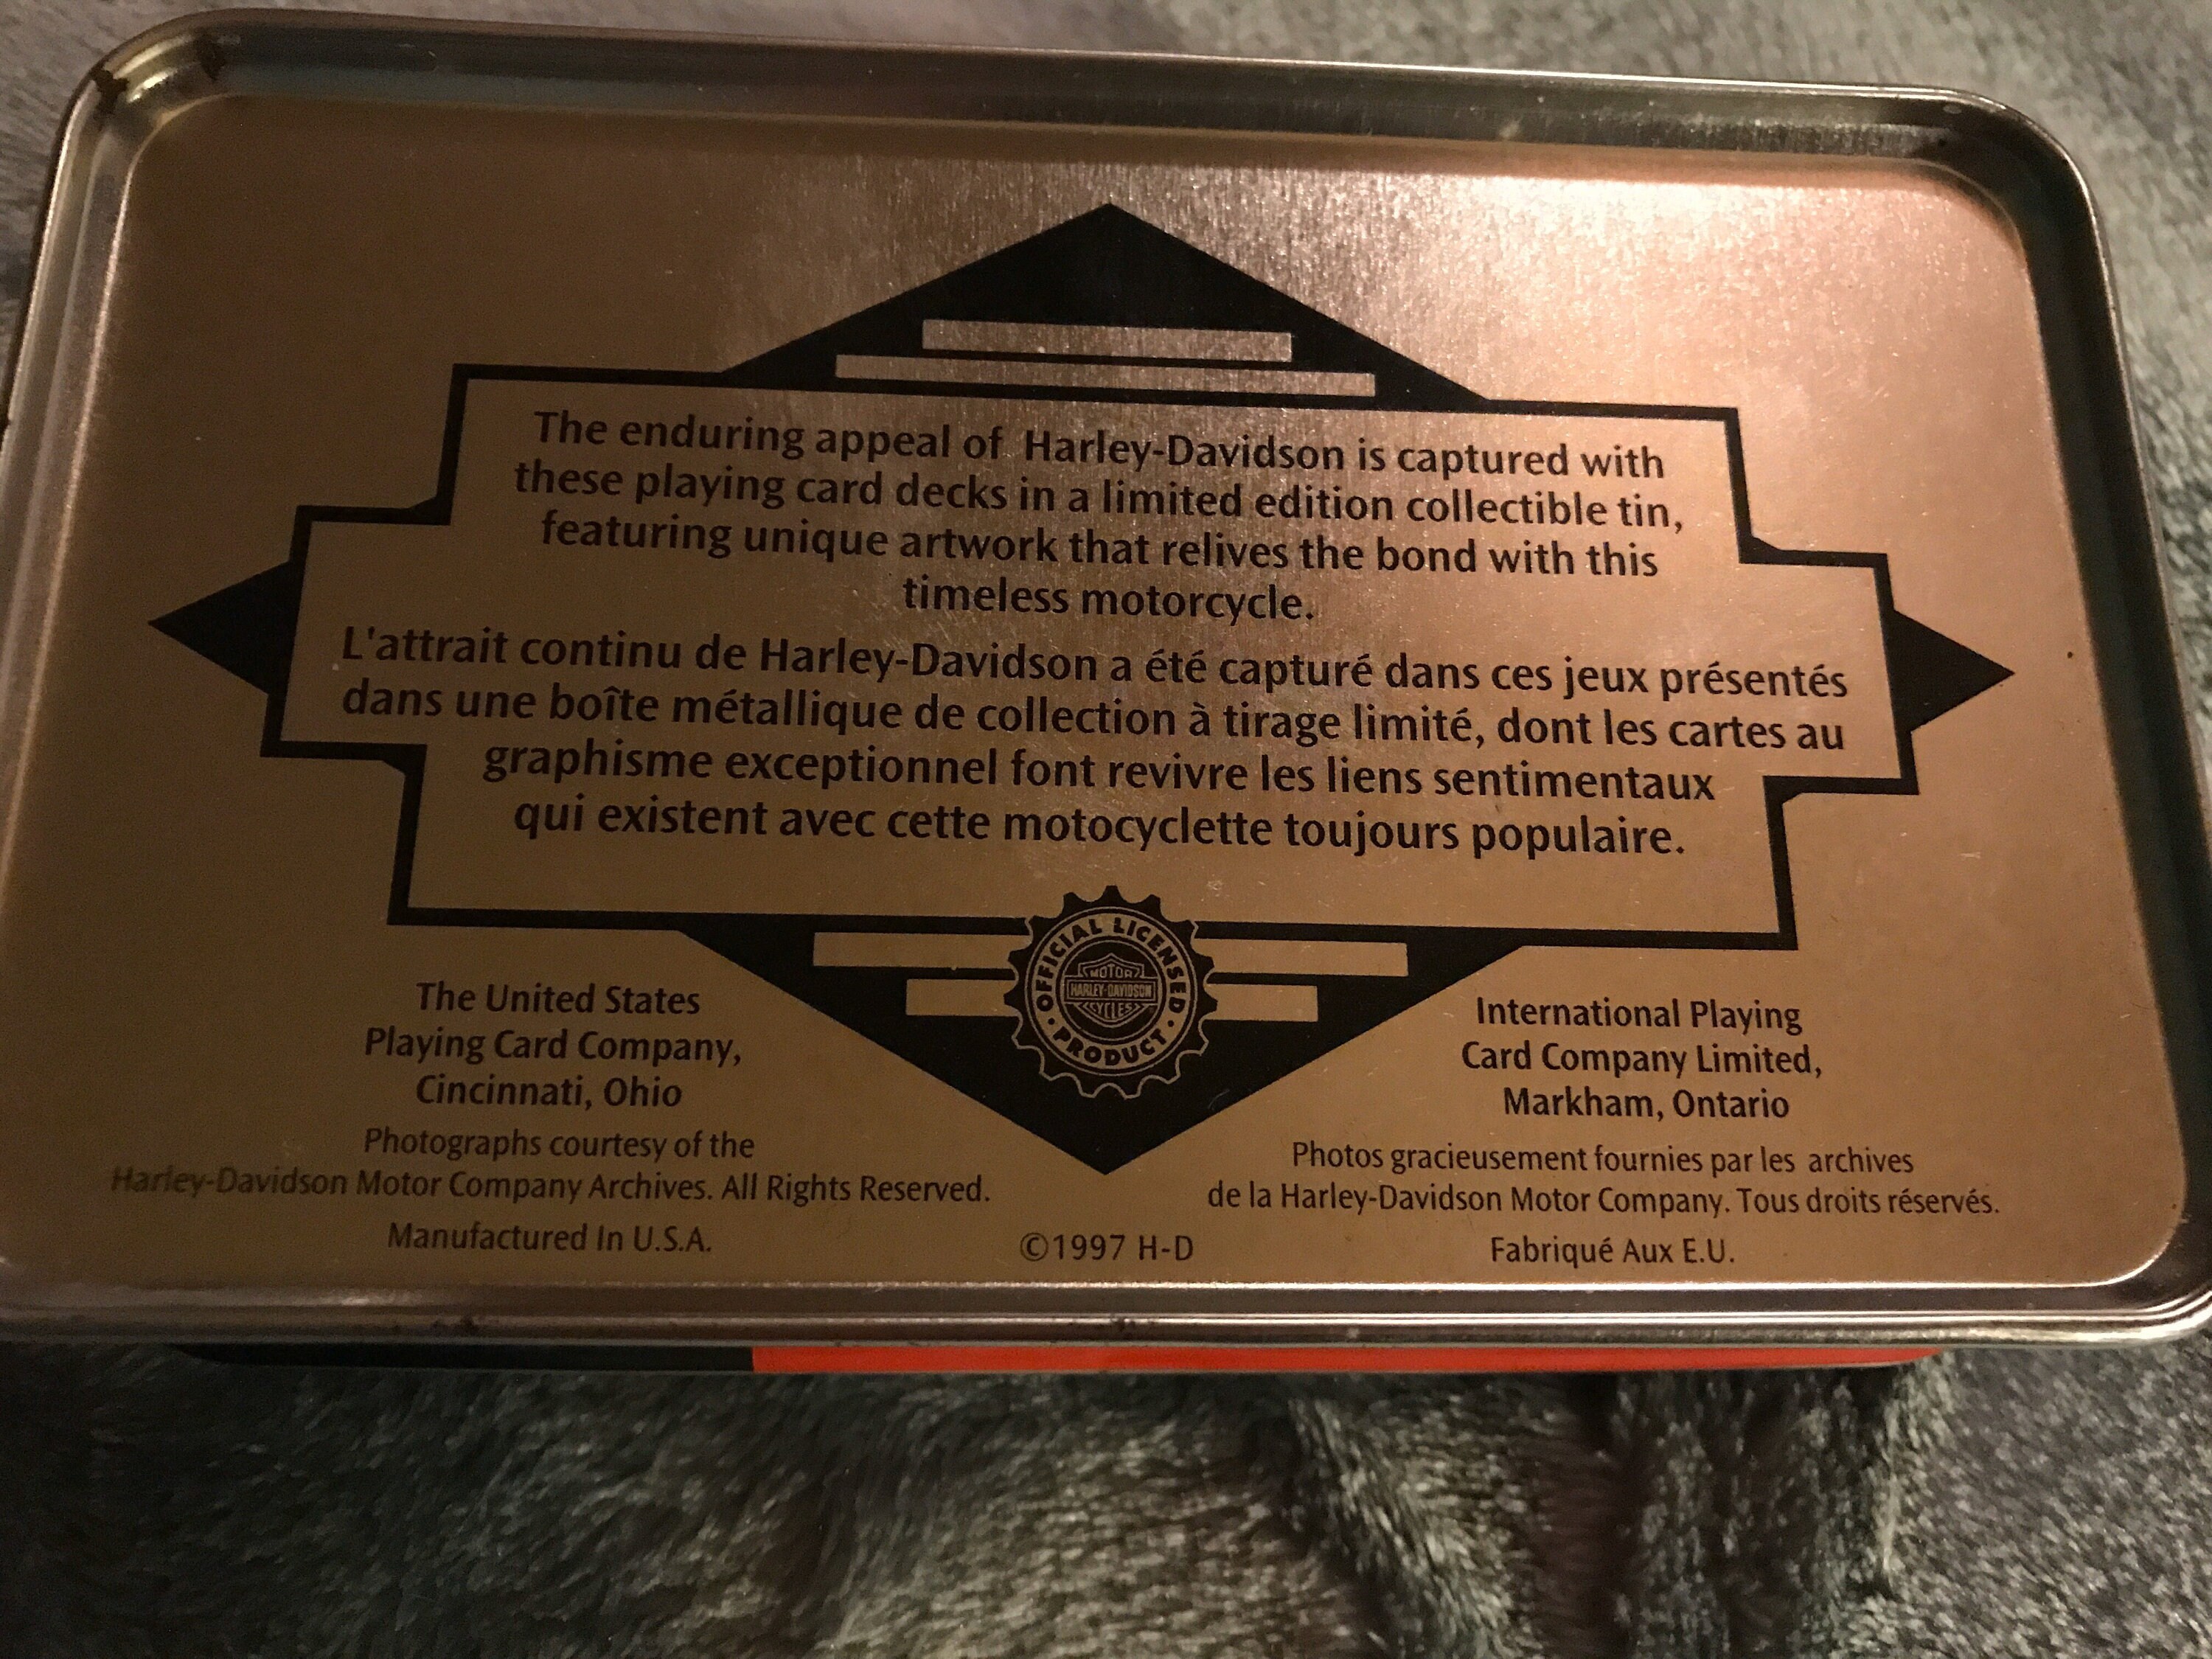 The enduring appeal of Harley-Davidson is captured with
these playing card decks in a limited edition collectible tin,
featuring unique artwork that relives the bond with this
timeless motorcycle.
L'attrait continu de Harley-Davidson a été capturé dans ces jeux présentés
dans une boîte métallique de collection à tirage limité, dont les cartes au
graphisme exceptionnel font revivre les liens sentimentaux
qui existent avec cette motocyclette toujours populaire.
OFFICIAL LICENSED
MOTOR
HARLEY-DAVIDSON
CYCLES
PRODUCT
The United States
Playing Card Company,
Cincinnati, Ohio
Photographs courtesy of the
Harley-Davidson Motor Company Archives. All Rights Reserved.
Manufactured In U.S.A.
©1997 H-D
International Playing
Card Company Limited,
Markham, Ontario
Photos gracieusement fournies par les archives
de la Harley-Davidson Motor Company. Tous droits réservés.
Fabriqué Aux E.U.